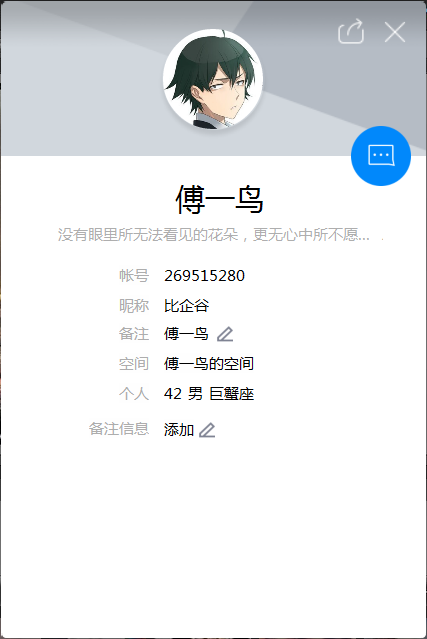 傅一鸟
没有眼里所无法看见的花朵，更无心中所不愿...
帐号 269515280
昵称 比企谷
备注 傅一鸟
空间 傅一鸟的空间
个人 42 男 巨蟹座
备注信息 添加